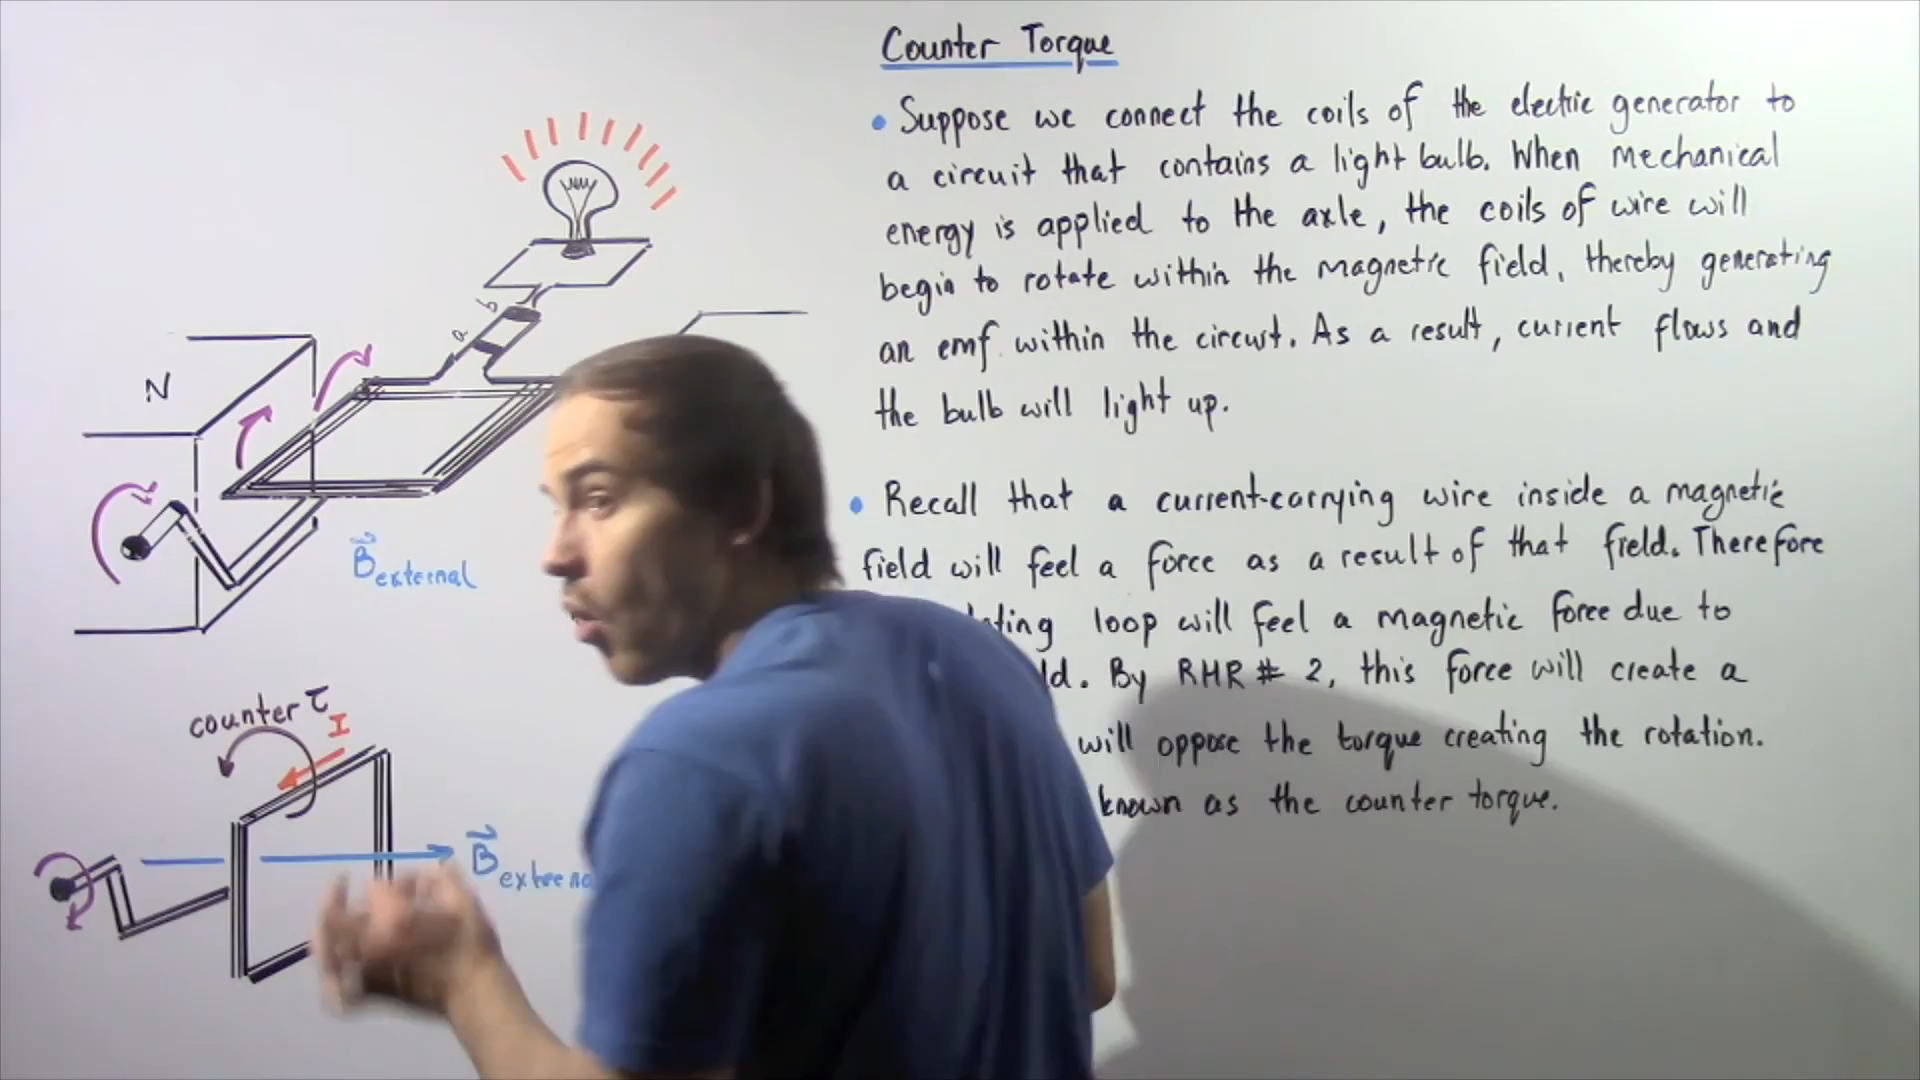 Counter Torque
• Suppose we connect the coils of the electric generator to
a circuit that contains a light bulb. When mechanical
energy is applied to the axle, the coils of wire will
begin to rotate within the magnetic field, thereby generating
an emf within the circuit. As a result, current flows and
the bulb will light up.
• Recall that a current-carrying wire inside a magnetic
field will feel a force as a result of that field. Therefore
loop will feel a magnetic force due to
By RHR # 2, this force will create a
will oppose the torque creating the rotation.
known as the counter torque.
b
a
N
B external
counter τ
I
B